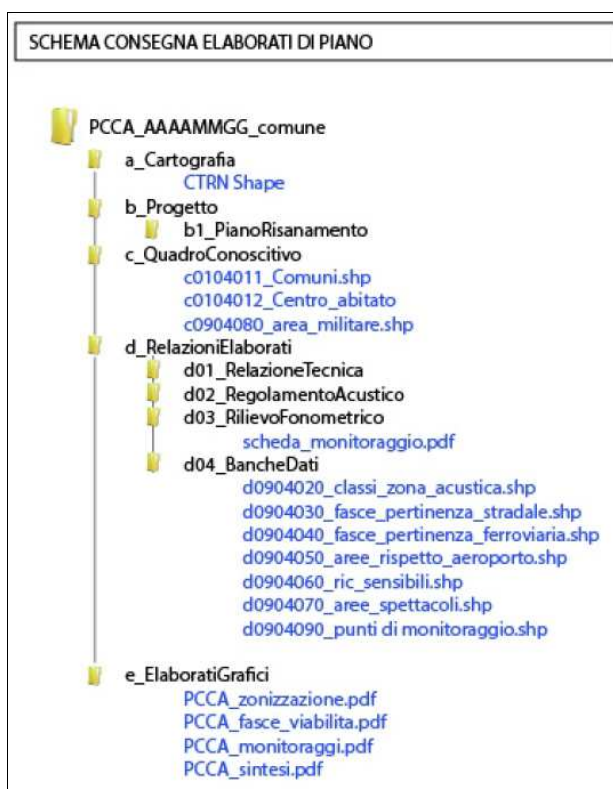 SCHEMA CONSEGNA ELABORATI DI PIANO
PCCA_AAAAMMGG_comune
a_Cartografia
CTRN Shape
b_Progetto
b1_PianoRisanamento
c_QuadroConoscitivo
c0104011_Comuni.shp
c0104012_Centro_abitato
c0904080_area_militare.shp
d_RelazioniElaborati
d01_RelazioneTecnica
d02_RegolamentoAcustico
d03_RilievoFonometrico
scheda_monitoraggio.pdf
d04_BancheDati
d0904020_classi_zona_acustica.shp
d0904030_fasce_pertinenza_stradale.shp
d0904040_fasce_pertinenza_ferroviaria.shp
d0904050_aree_rispetto_aeroporto.shp
d0904060_ric_sensibili.shp
d0904070_aree_spettacoli.shp
d0904090_punti di monitoraggio.shp
e_ElaboratiGrafici
PCCA_zonizzazione.pdf
PCCA_fasce_viabilita.pdf
PCCA_monitoraggi.pdf
PCCA_sintesi.pdf